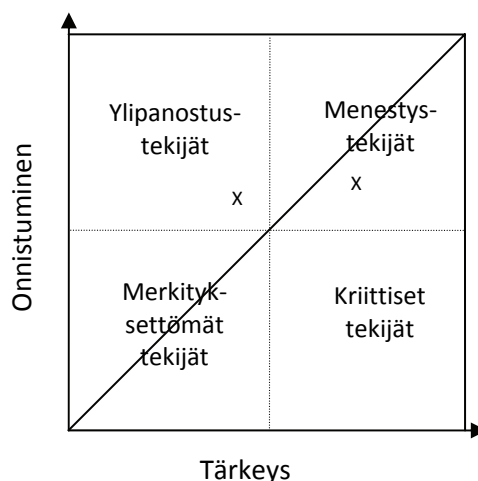 Onnistuminen
Ylipanostus-
tekijät
Menestys-
tekijät
x
x
Merkityk-
settömät
tekijät
Kriittiset
tekijät
Tärkeys